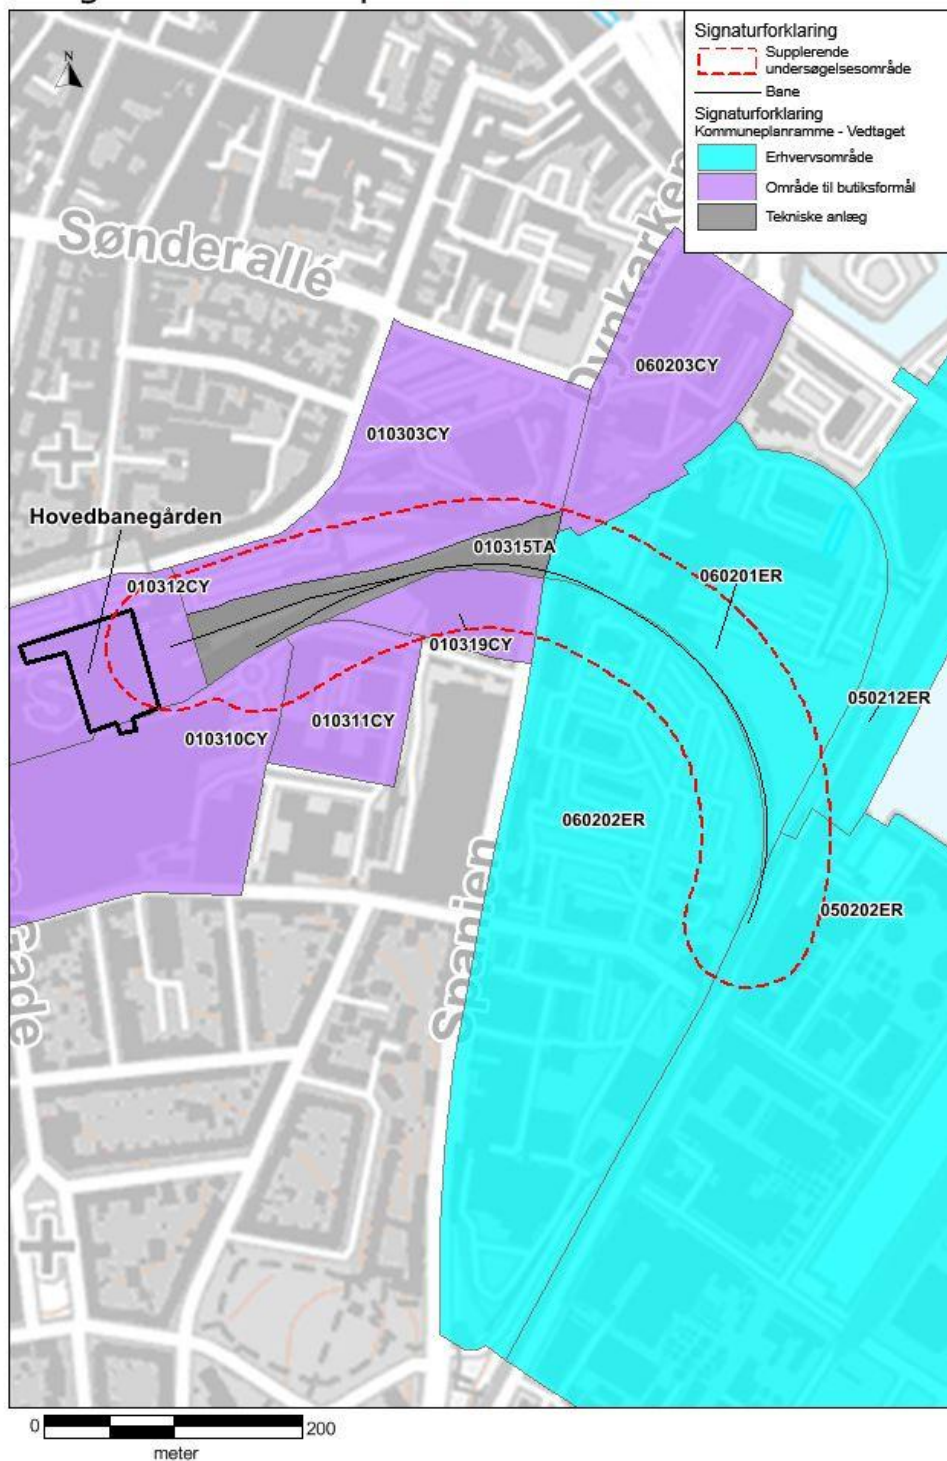 Signaturforklaring
Supplerende
undersøgelsesområde
Bane
Signaturforklaring
Kommuneplanramme - Vedtaget
Erhvervsområde
Område til butiksformål
Tekniske anlæg
N
Sønder allé
Dynkarken
060203CY
010303CY
Hovedbanegården
010315TA
010312CY
060201ER
010319CY
050212ER
010311CY
010310CY
060202ER
050202ER
Spanien
gade
0
200
meter